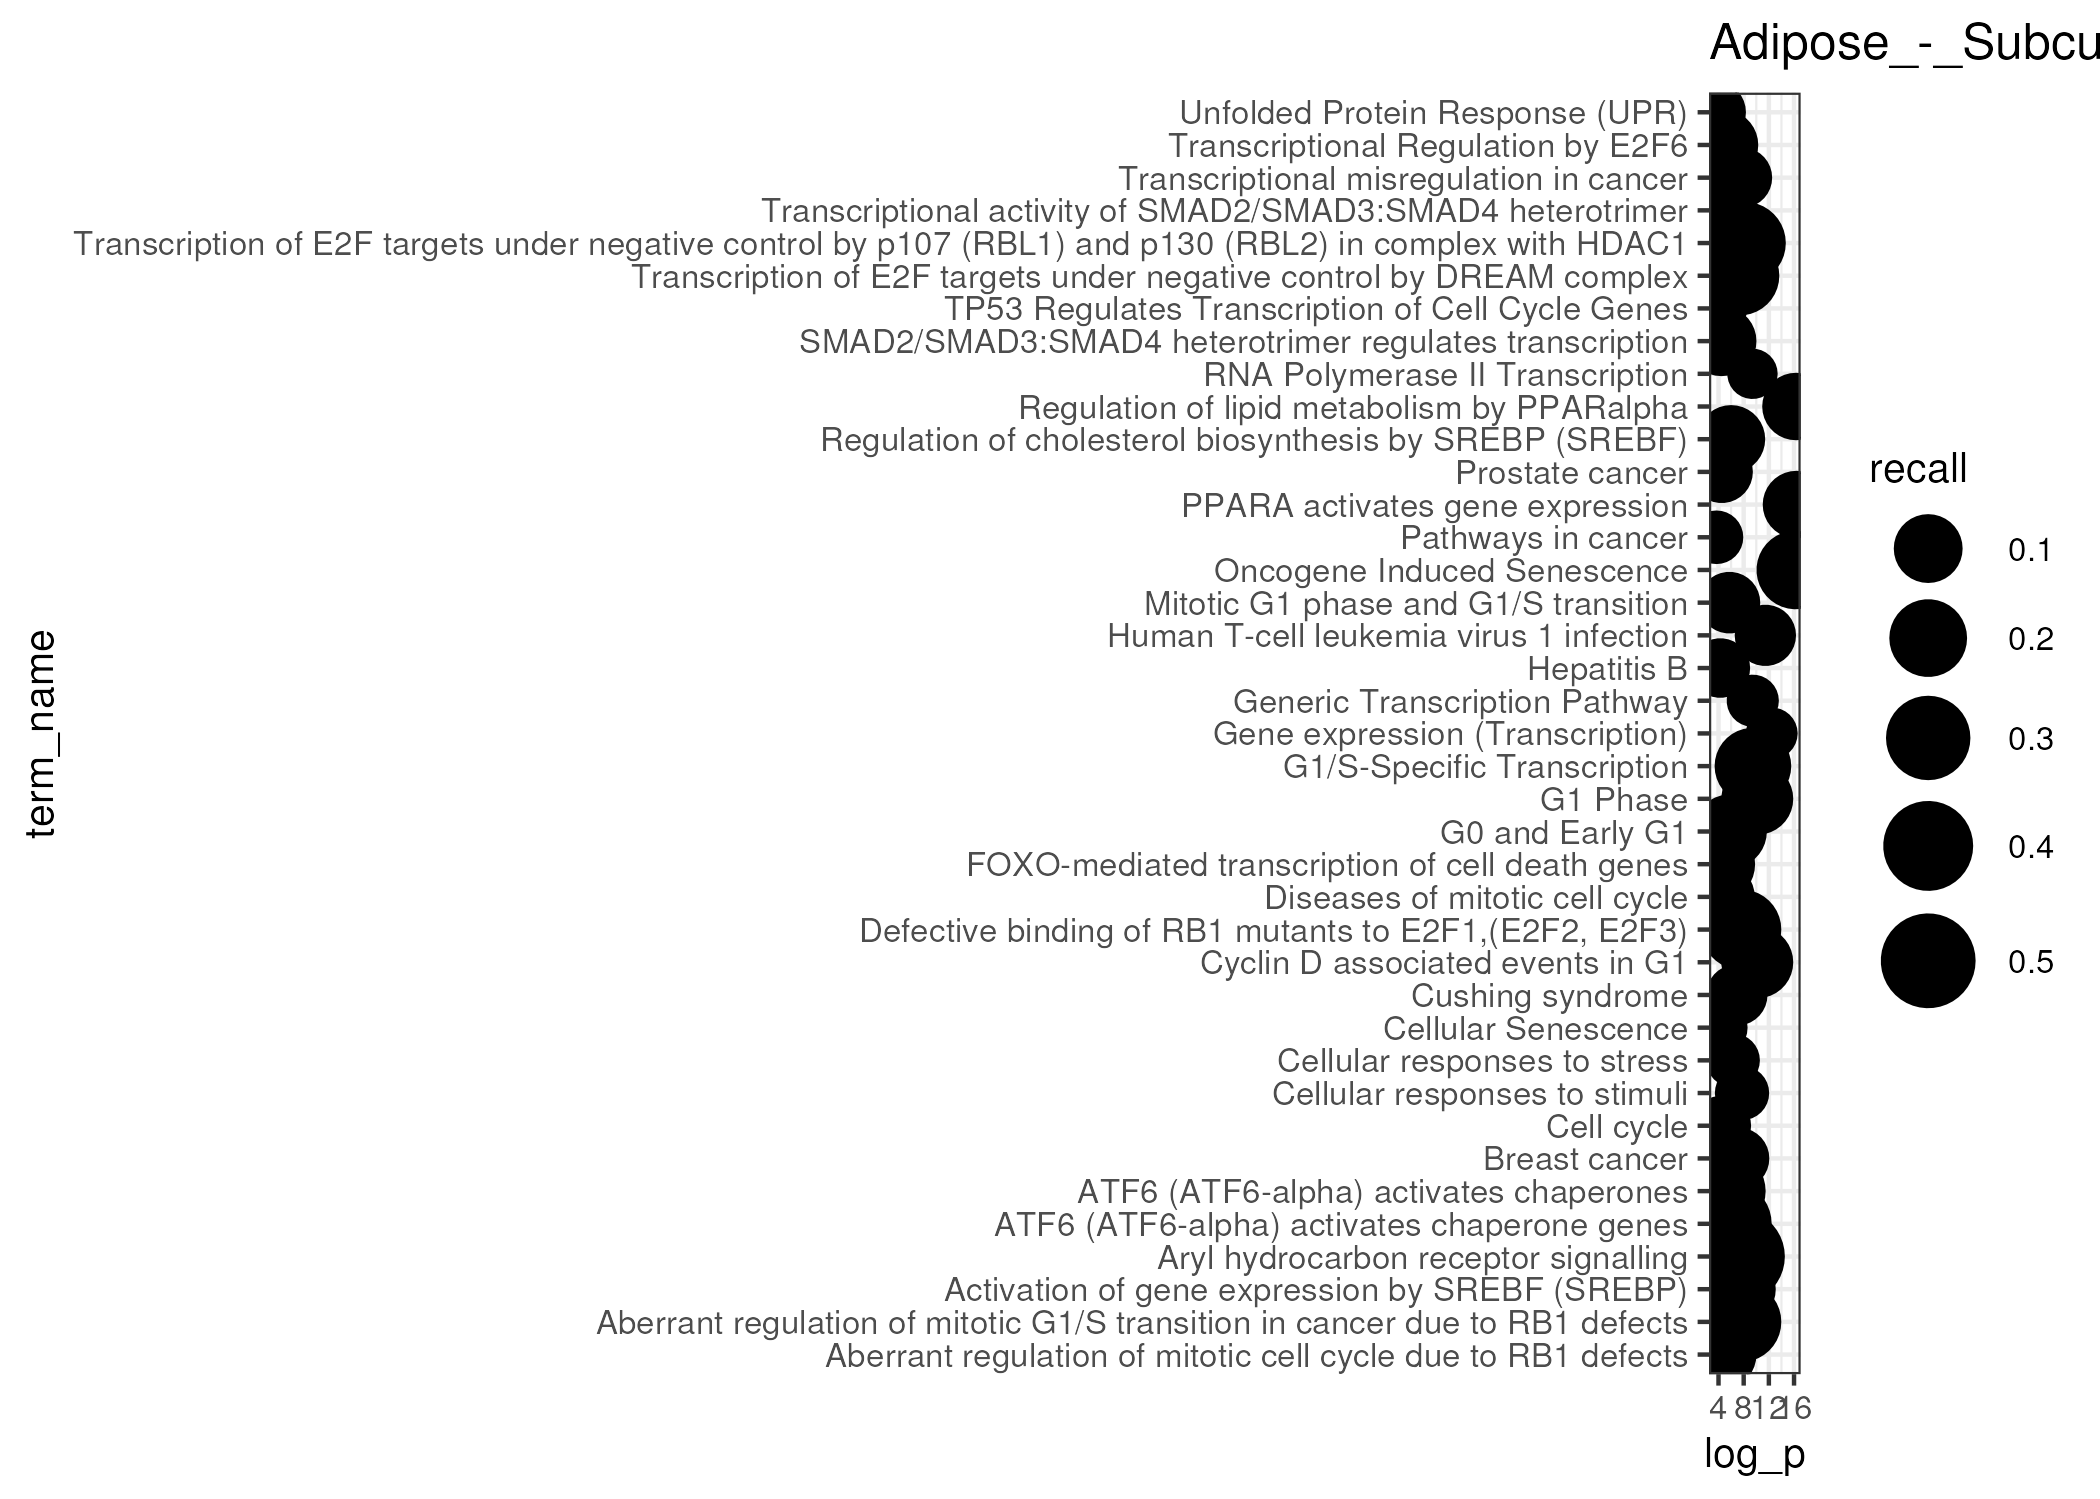 Adipose_-_Subcu
Unfolded Protein Response (UPR)
Transcriptional Regulation by E2F6
Transcriptional misregulation in cancer
Transcriptional activity of SMAD2/SMAD3:SMAD4 heterotrimer
Transcription of E2F targets under negative control by p107 (RBL1) and p130 (RBL2) in complex with HDAC1
Transcription of E2F targets under negative control by DREAM complex
TP53 Regulates Transcription of Cell Cycle Genes
SMAD2/SMAD3:SMAD4 heterotrimer regulates transcription
RNA Polymerase II Transcription
Regulation of lipid metabolism by PPARalpha
Regulation of cholesterol biosynthesis by SREBP (SREBF)
Prostate cancer
PPARA activates gene expression
Pathways in cancer
Oncogene Induced Senescence
Mitotic G1 phase and G1/S transition
Human T-cell leukemia virus 1 infection
Hepatitis B
Generic Transcription Pathway
Gene expression (Transcription)
G1/S-Specific Transcription
G1 Phase
G0 and Early G1
FOXO-mediated transcription of cell death genes
Diseases of mitotic cell cycle
Defective binding of RB1 mutants to E2F1,(E2F2, E2F3)
Cyclin D associated events in G1
Cushing syndrome
Cellular Senescence
Cellular responses to stress
Cellular responses to stimuli
Cell cycle
Breast cancer
ATF6 (ATF6-alpha) activates chaperones
ATF6 (ATF6-alpha) activates chaperone genes
Aryl hydrocarbon receptor signalling
Activation of gene expression by SREBF (SREBP)
Aberrant regulation of mitotic G1/S transition in cancer due to RB1 defects
Aberrant regulation of mitotic cell cycle due to RB1 defects
term_name
4 8 12 16
log_p
recall
0.1
0.2
0.3
0.4
0.5